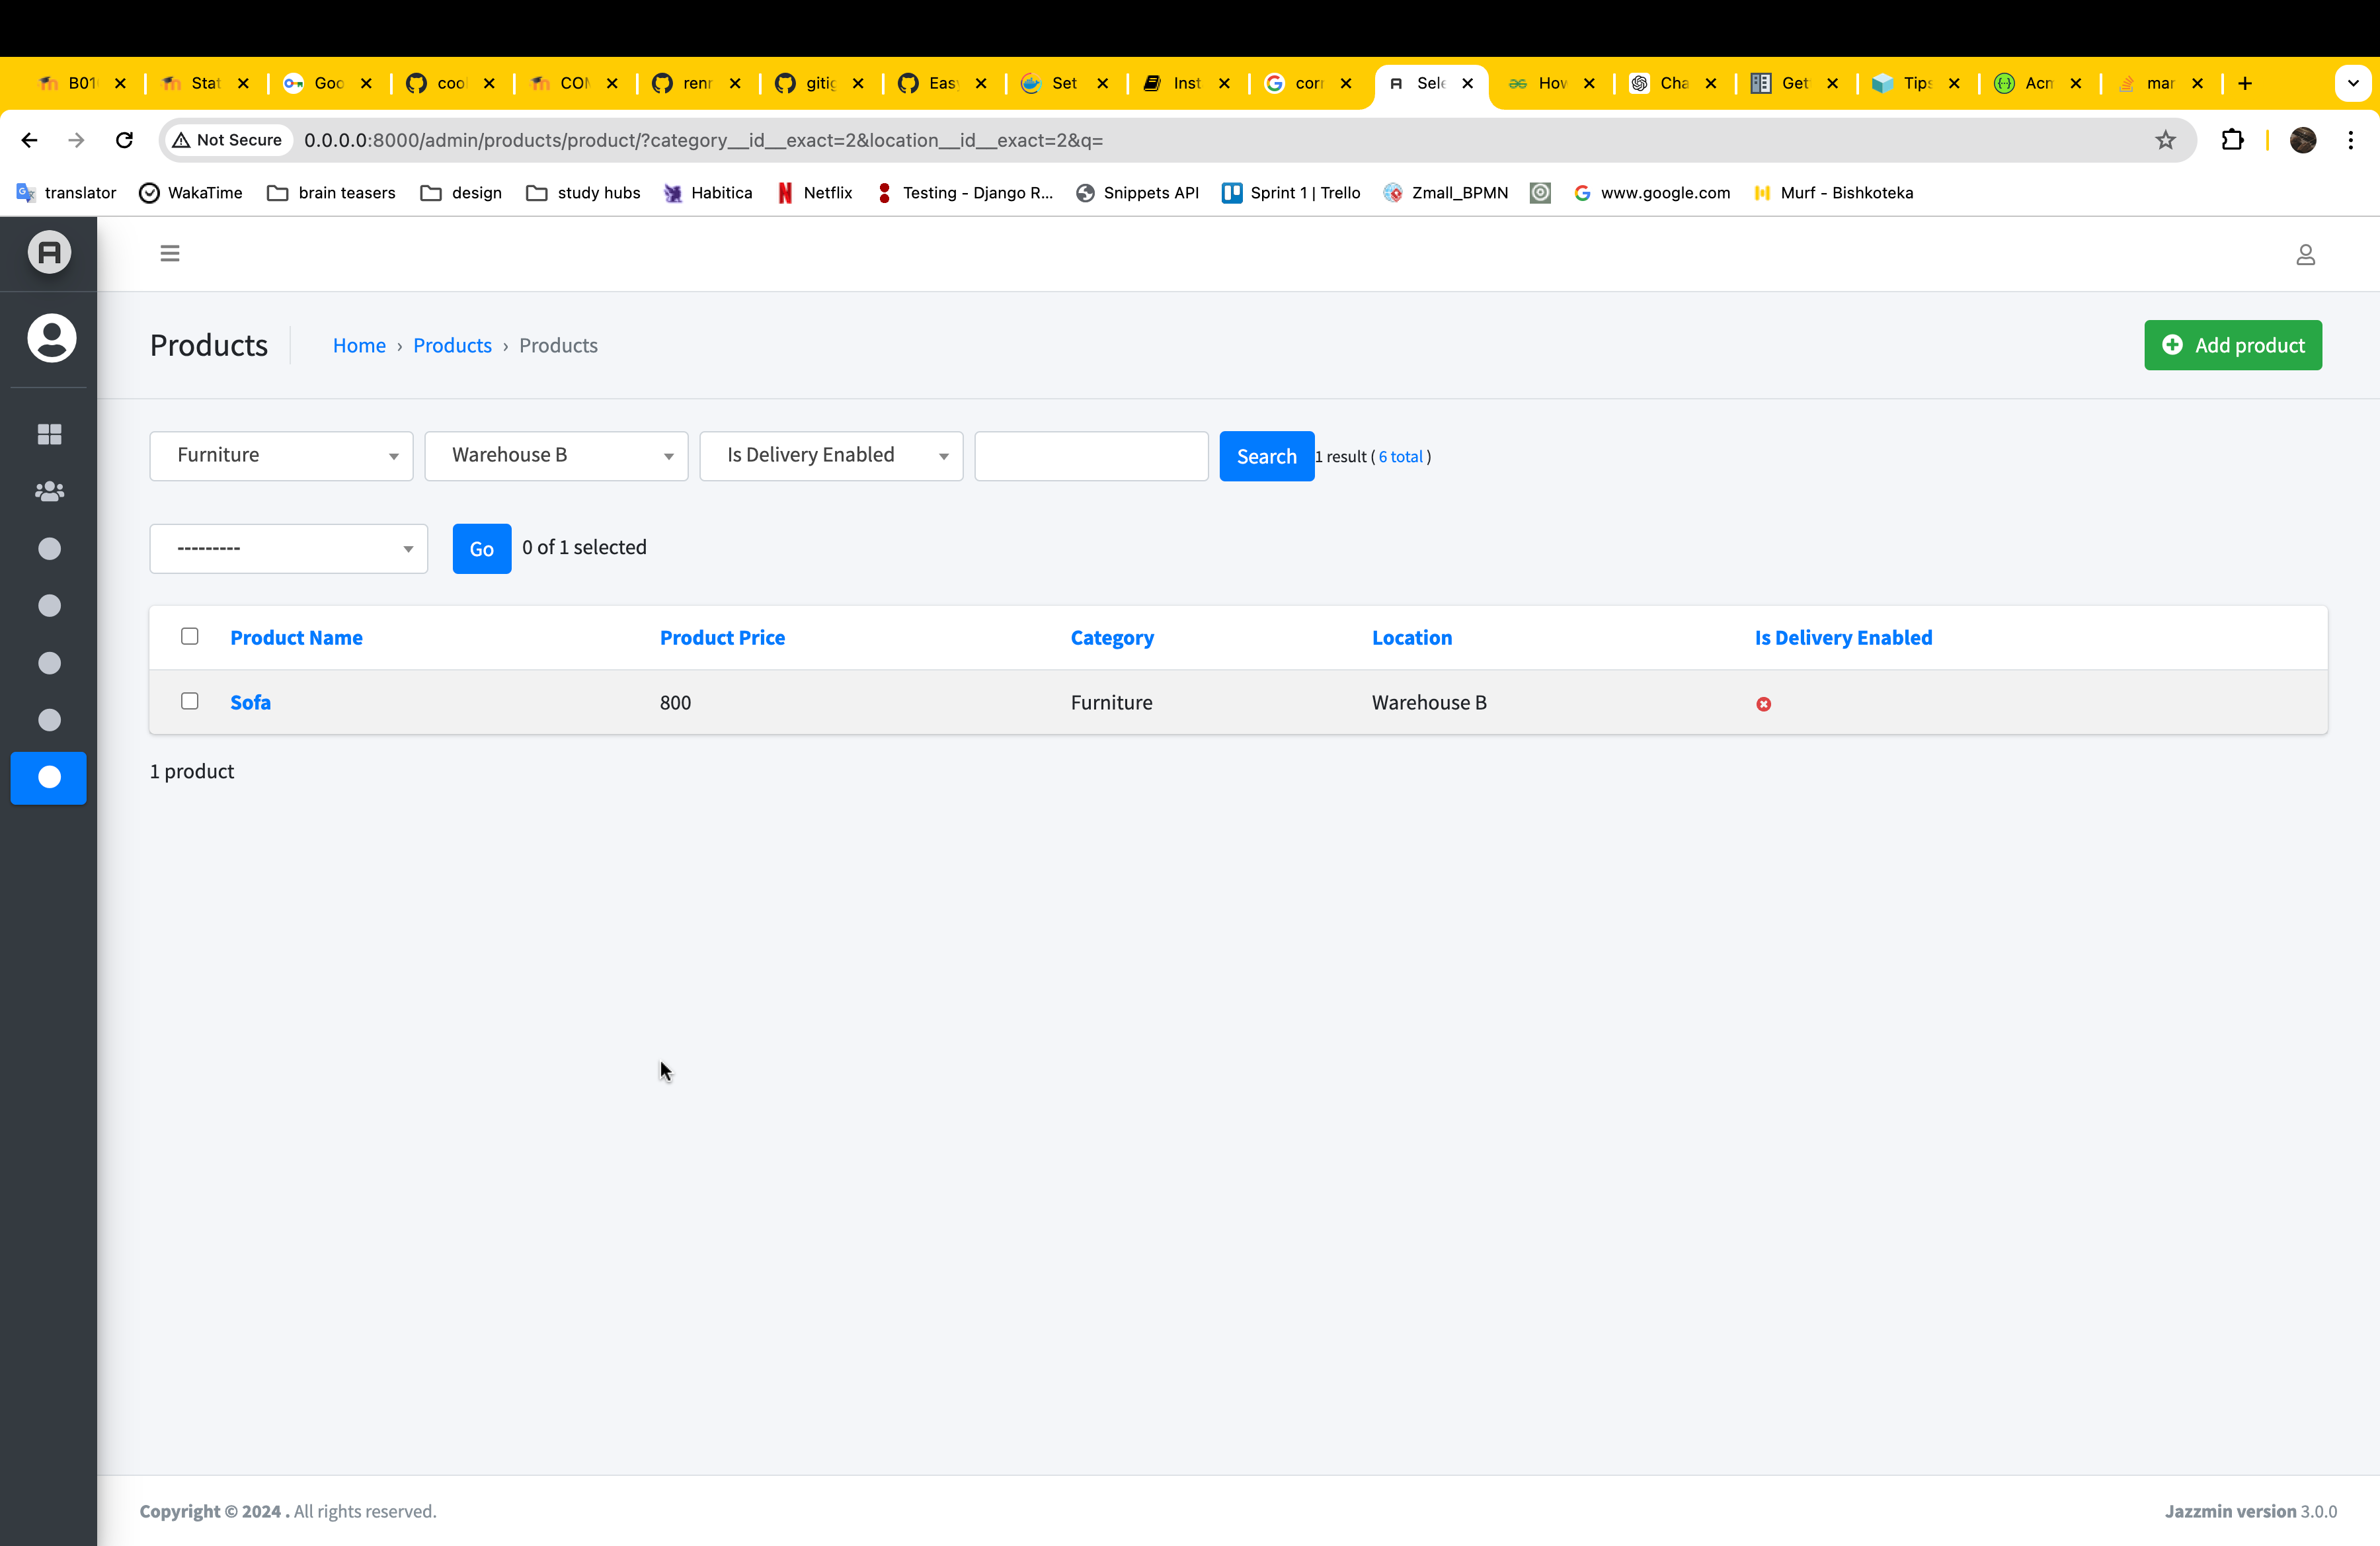 B01 Stat Goo coo CO renr gitig Eas Set Inst corr Sele How Cha Get Tips Acm mar
Not Secure 0.0.0.0:8000/admin/products/product/?category__id__exact=2&location__id__exact=2&q=
translator WakaTime brain teasers design study hubs Habitica Netflix Testing - Django R... Snippets API Sprint 1 | Trello Zmall_BPMN www.google.com Murf - Bishkoteka
Products Home › Products › Products Add product
Furniture Warehouse B Is Delivery Enabled Search 1 result ( 6 total )
--------- Go 0 of 1 selected
Product Name Product Price Category Location Is Delivery Enabled
Sofa 800 Furniture Warehouse B
1 product
Copyright © 2024 . All rights reserved. Jazzmin version 3.0.0